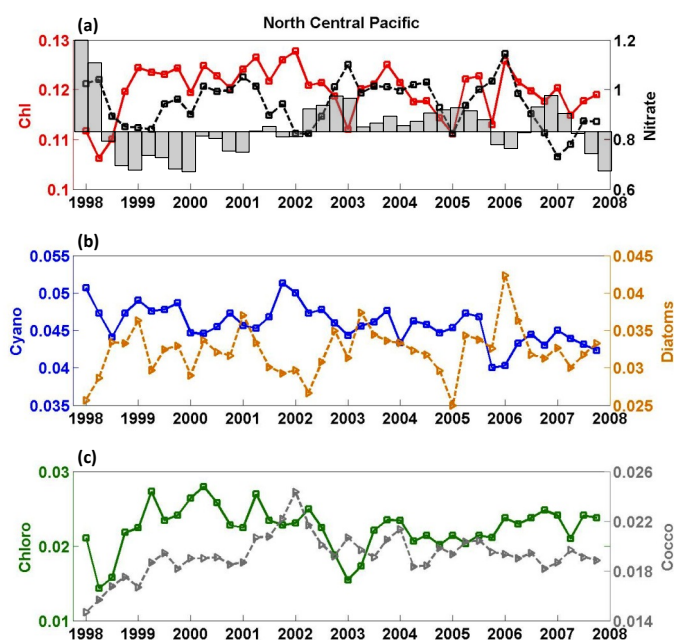 (a) North Central Pacific
0.13 1.2
0.12 1
Chl Nitrate
0.11 0.8
0.1 0.6
1998 1999 2000 2001 2002 2003 2004 2005 2006 2007 2008
(b)
0.055 0.045
0.05 0.04
Cyano Diatoms
0.045 0.035
0.04 0.03
0.035 0.025
1998 1999 2000 2001 2002 2003 2004 2005 2006 2007 2008
(c)
0.03 0.026
0.022
Chloro Cocco
0.02
0.018
0.01 0.014
1998 1999 2000 2001 2002 2003 2004 2005 2006 2007 2008